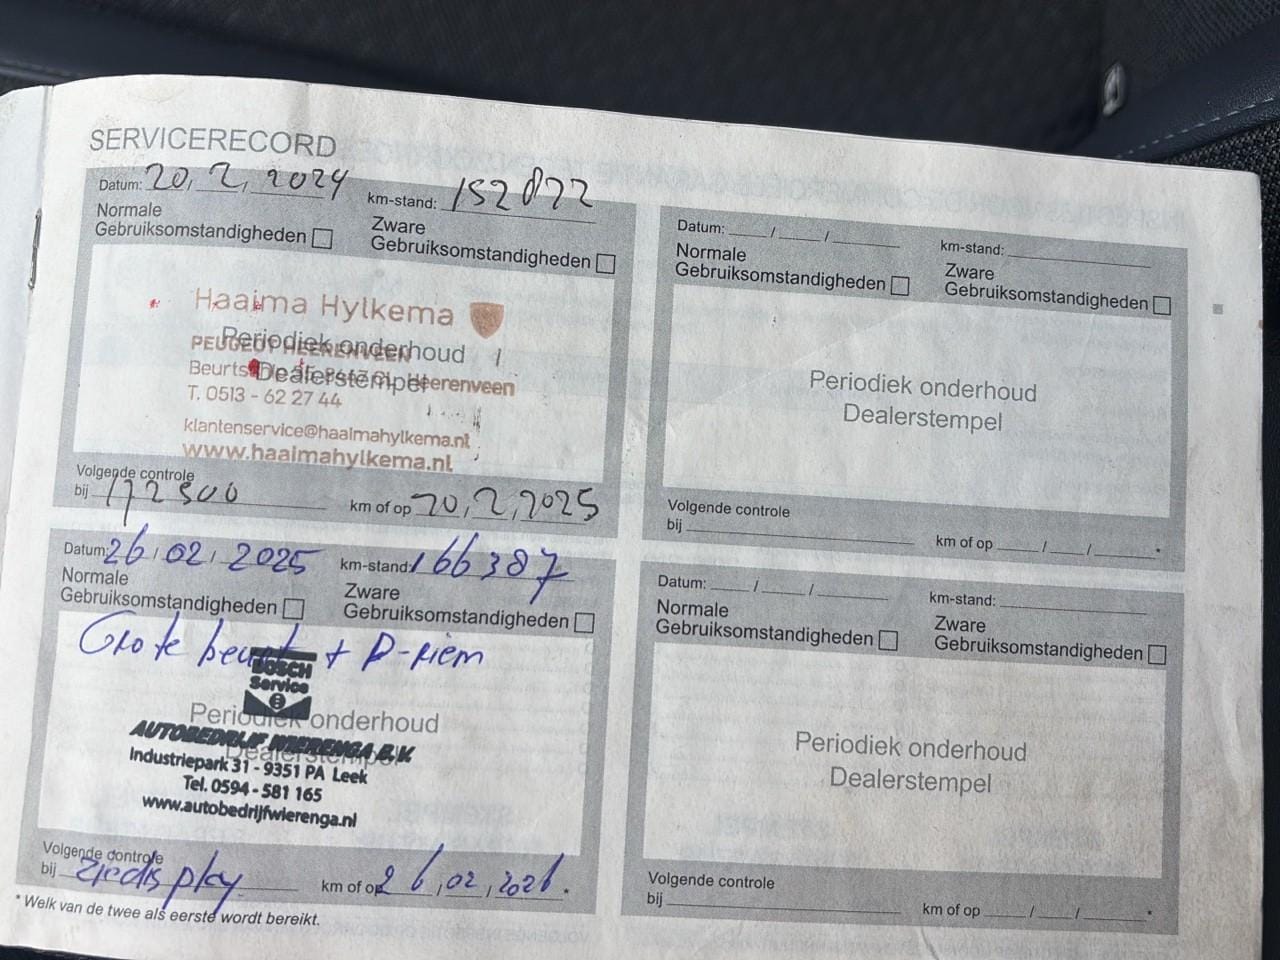 SERVICERECORD
Datum: 20, 2, 2024 km-stand: 152872
Normale Gebruiksomstandigheden Zware Gebruiksomstandigheden
Haaima Hylkema
Periodiek onderhoud
PEUGEOT HEERENVEEN
Dealerstempel
Heerenveen
T. 0513 - 62 27 44
klantenservice@haaimahylkema.nl
www.haaimahylkema.nl
Volgende controle
bij 172300 km of op 20, 2, 2025
Datum: 26/02/2025 km-stand: 166387
Normale Gebruiksomstandigheden Zware Gebruiksomstandigheden
Grote beurt + D-riem
BOSCH
Service
Periodiek onderhoud
AUTOBEDRIJF WIERENGA B.V.
Dealerstempel
Industriepark 31 - 9351 PA Leek
Tel. 0594 - 581 165
www.autobedrijfwierenga.nl
Volgende controle
bij zie display km of op 26, 02, 2026 *
* Welk van de twee als eerste wordt bereikt.
Datum: / / km-stand:
Normale Gebruiksomstandigheden Zware Gebruiksomstandigheden
Periodiek onderhoud
Dealerstempel
Volgende controle
bij km of op / / *
Datum: / / km-stand:
Normale Gebruiksomstandigheden Zware Gebruiksomstandigheden
Periodiek onderhoud
Dealerstempel
Volgende controle
bij km of op / / *